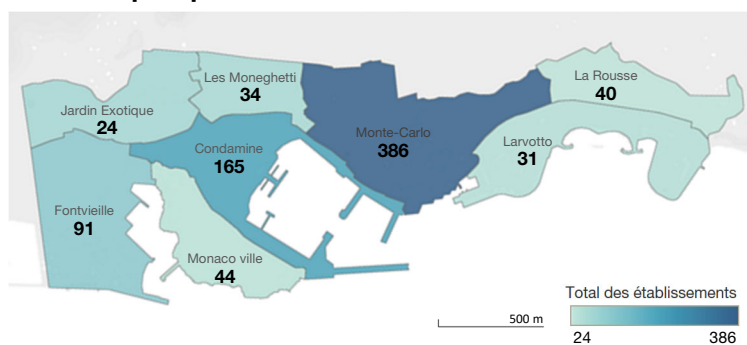 Les Moneghetti
34
La Rousse
40
Jardin Exotique
24
Monte-Carlo
386
Condamine
165
Larvotto
31
Fontvieille
91
Monaco ville
44
Total des établissements
500 m
24 386